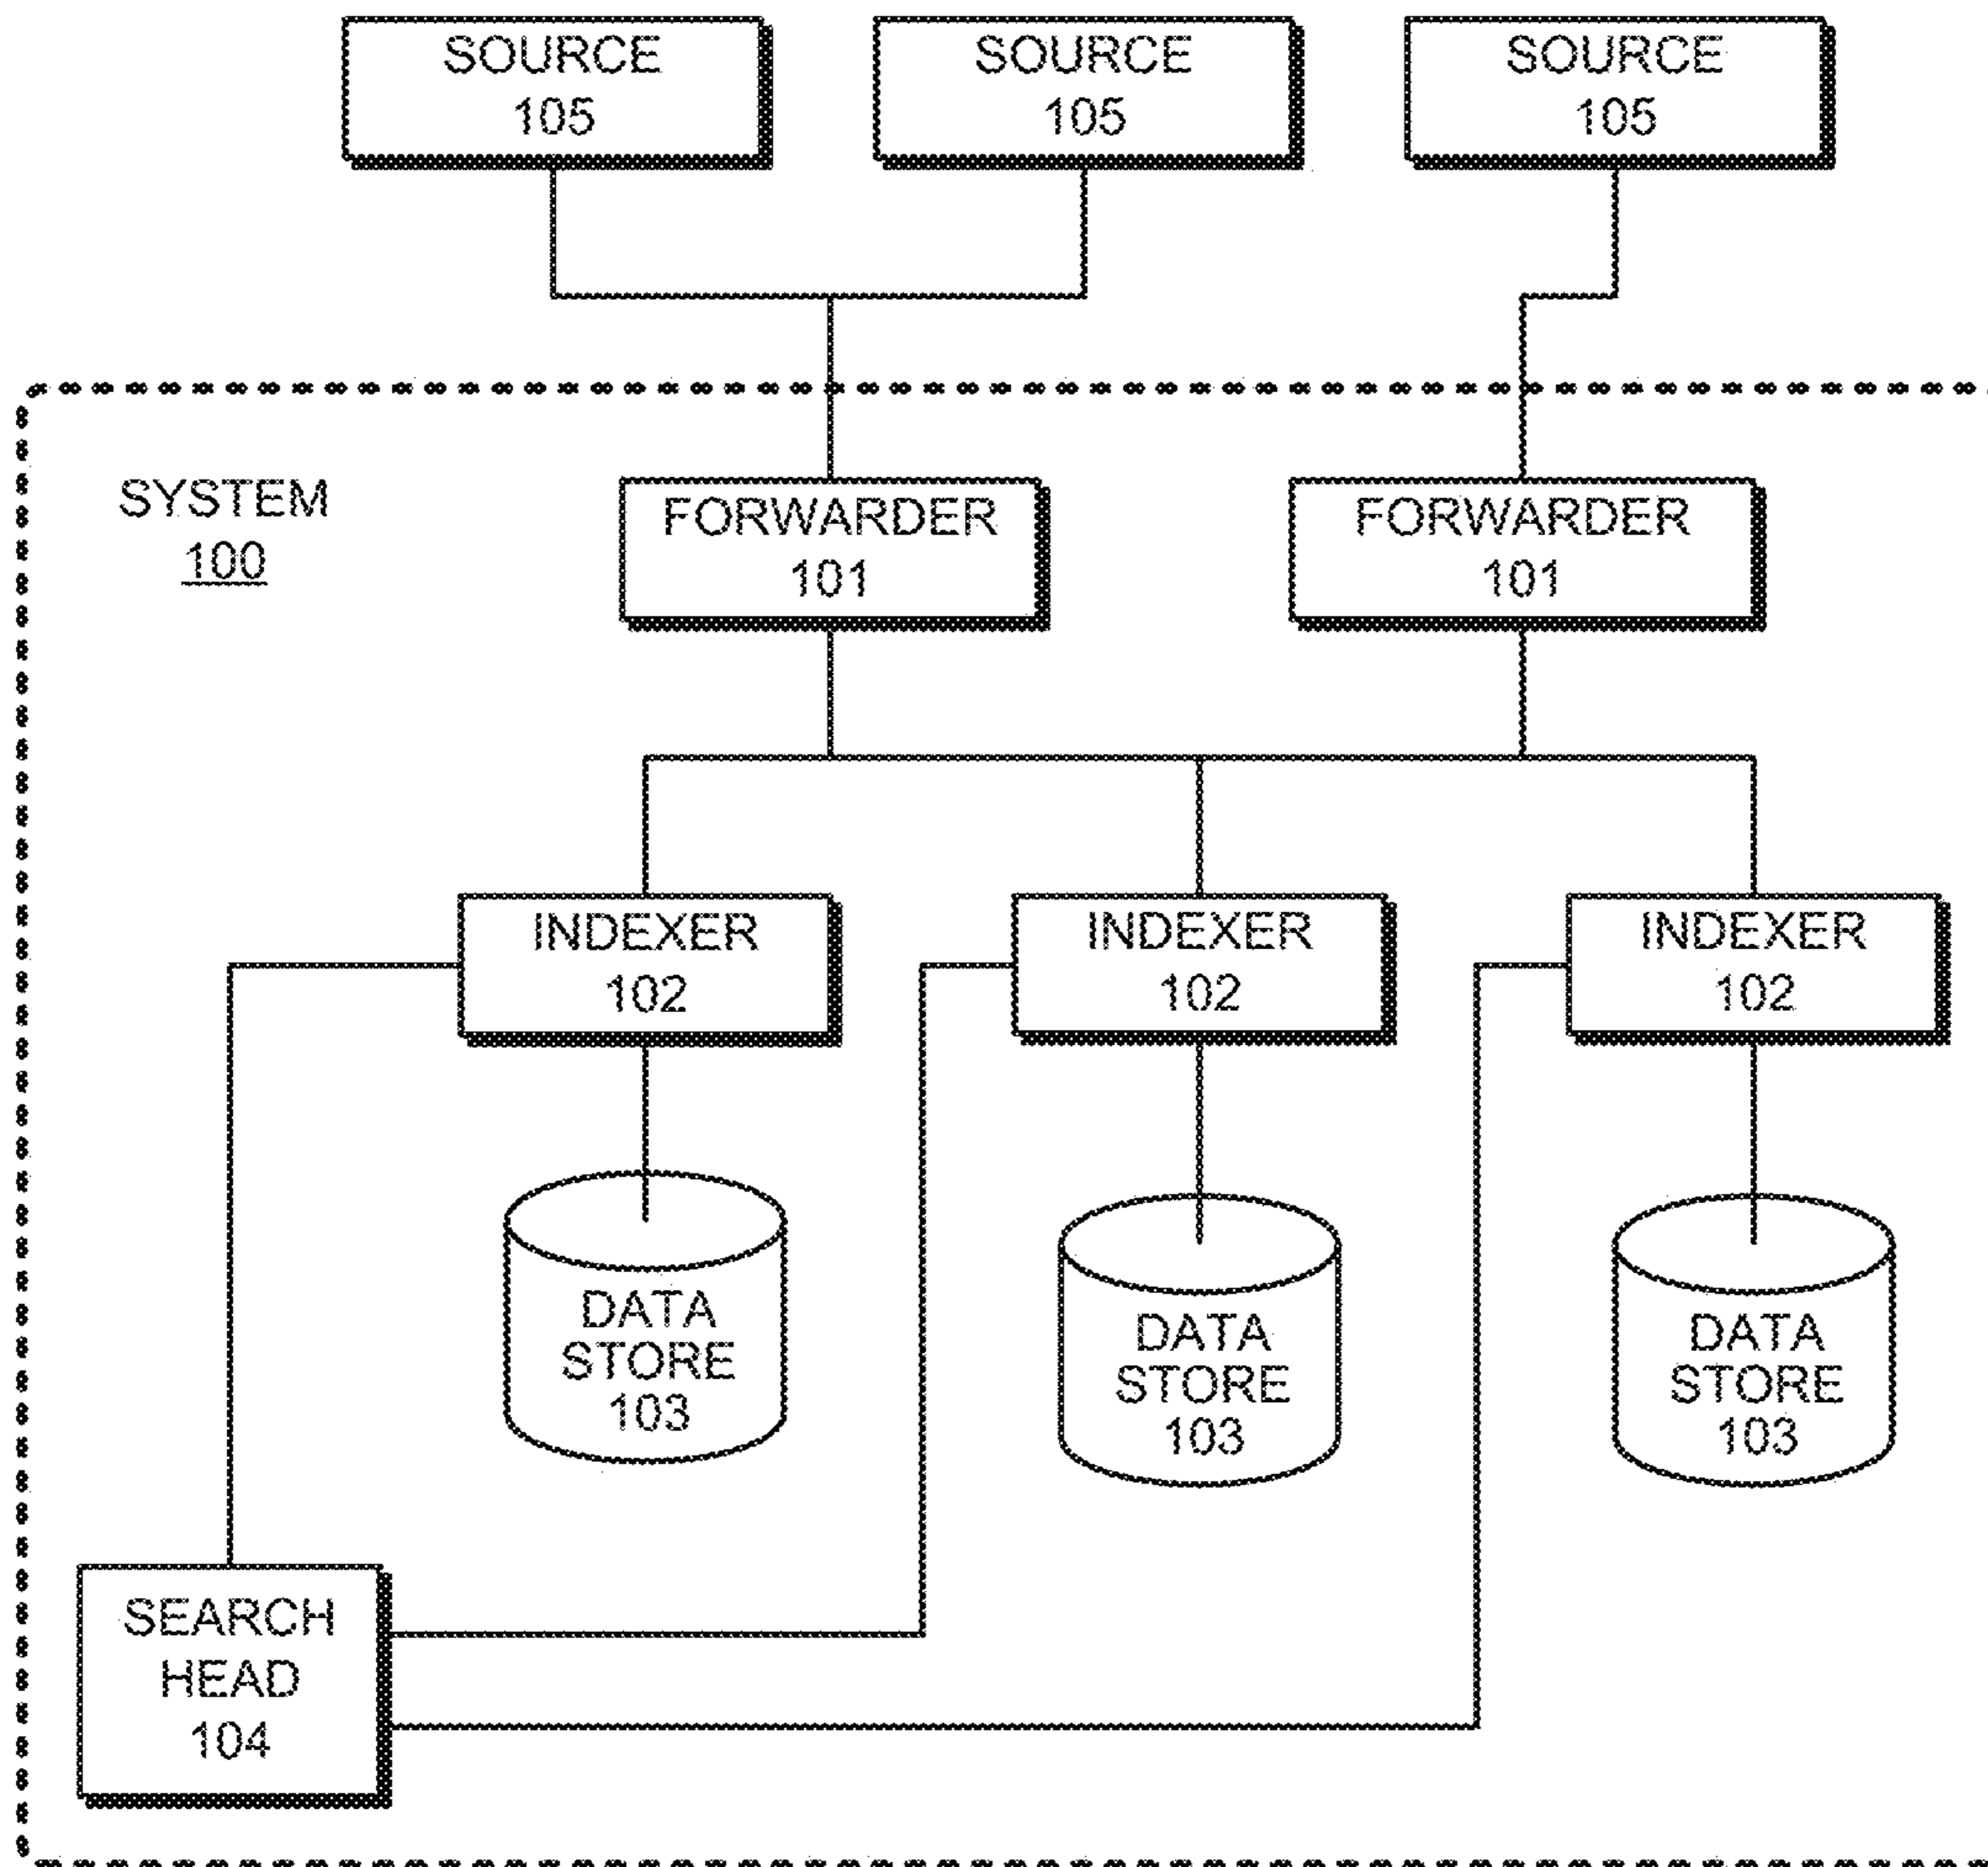 SOURCE
105
SOURCE
105
SOURCE
105
SYSTEM
100
FORWARDER
101
FORWARDER
101
INDEXER
102
INDEXER
102
INDEXER
102
DATA
STORE
103
DATA
STORE
103
DATA
STORE
103
SEARCH
HEAD
104